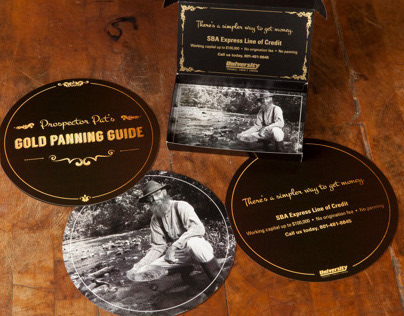 There's a simpler way to get money.
SBA Express Line of Credit
Working capital up to $100,000 • No origination fee • No panning
Call us today, 801-481-8840
University
Prospector Pat's
GOLD PANNING GUIDE
There's a simpler way to get money.
SBA Express Line of Credit
Working capital up to $100,000 • No origination fee • No panning
Call us today, 801-481-8840
University